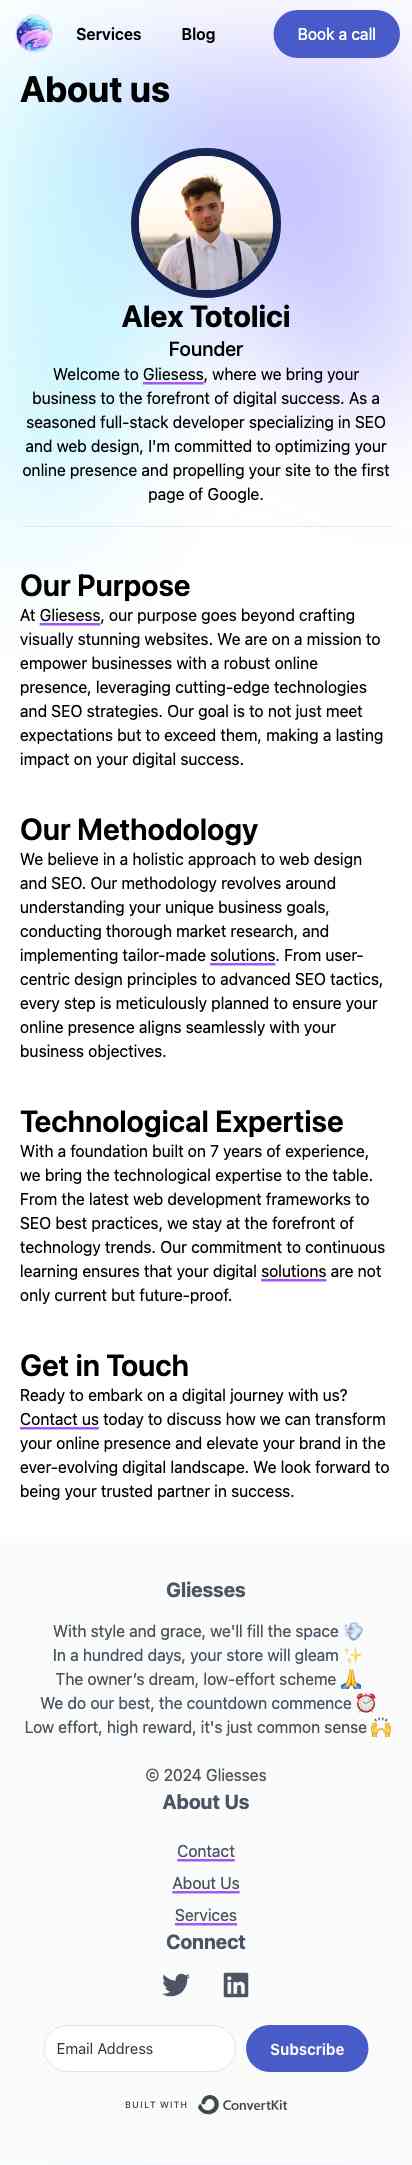 Services
Blog
Book a call
About us
Alex Totolici
Founder
Welcome to Gliesess, where we bring your
business to the forefront of digital success. As a
seasoned full-stack developer specializing in SEO
and web design, I'm committed to optimizing your
online presence and propelling your site to the first
page of Google.
Our Purpose
At Gliesess, our purpose goes beyond crafting
visually stunning websites. We are on a mission to
empower businesses with a robust online
presence, leveraging cutting-edge technologies
and SEO strategies. Our goal is to not just meet
expectations but to exceed them, making a lasting
impact on your digital success.
Our Methodology
We believe in a holistic approach to web design
and SEO. Our methodology revolves around
understanding your unique business goals,
conducting thorough market research, and
implementing tailor-made solutions. From user-
centric design principles to advanced SEO tactics,
every step is meticulously planned to ensure your
online presence aligns seamlessly with your
business objectives.
Technological Expertise
With a foundation built on 7 years of experience,
we bring the technological expertise to the table.
From the latest web development frameworks to
SEO best practices, we stay at the forefront of
technology trends. Our commitment to continuous
learning ensures that your digital solutions are not
only current but future-proof.
Get in Touch
Ready to embark on a digital journey with us?
Contact us today to discuss how we can transform
your online presence and elevate your brand in the
ever-evolving digital landscape. We look forward to
being your trusted partner in success.
Gliesses
With style and grace, we'll fill the space 💨
In a hundred days, your store will gleam ✨
The owner’s dream, low-effort scheme 🙏
We do our best, the countdown commence ⏰
Low effort, high reward, it's just common sense 🙌
© 2024 Gliesses
About Us
Contact
About Us
Services
Connect
Email Address
Subscribe
BUILT WITH ConvertKit